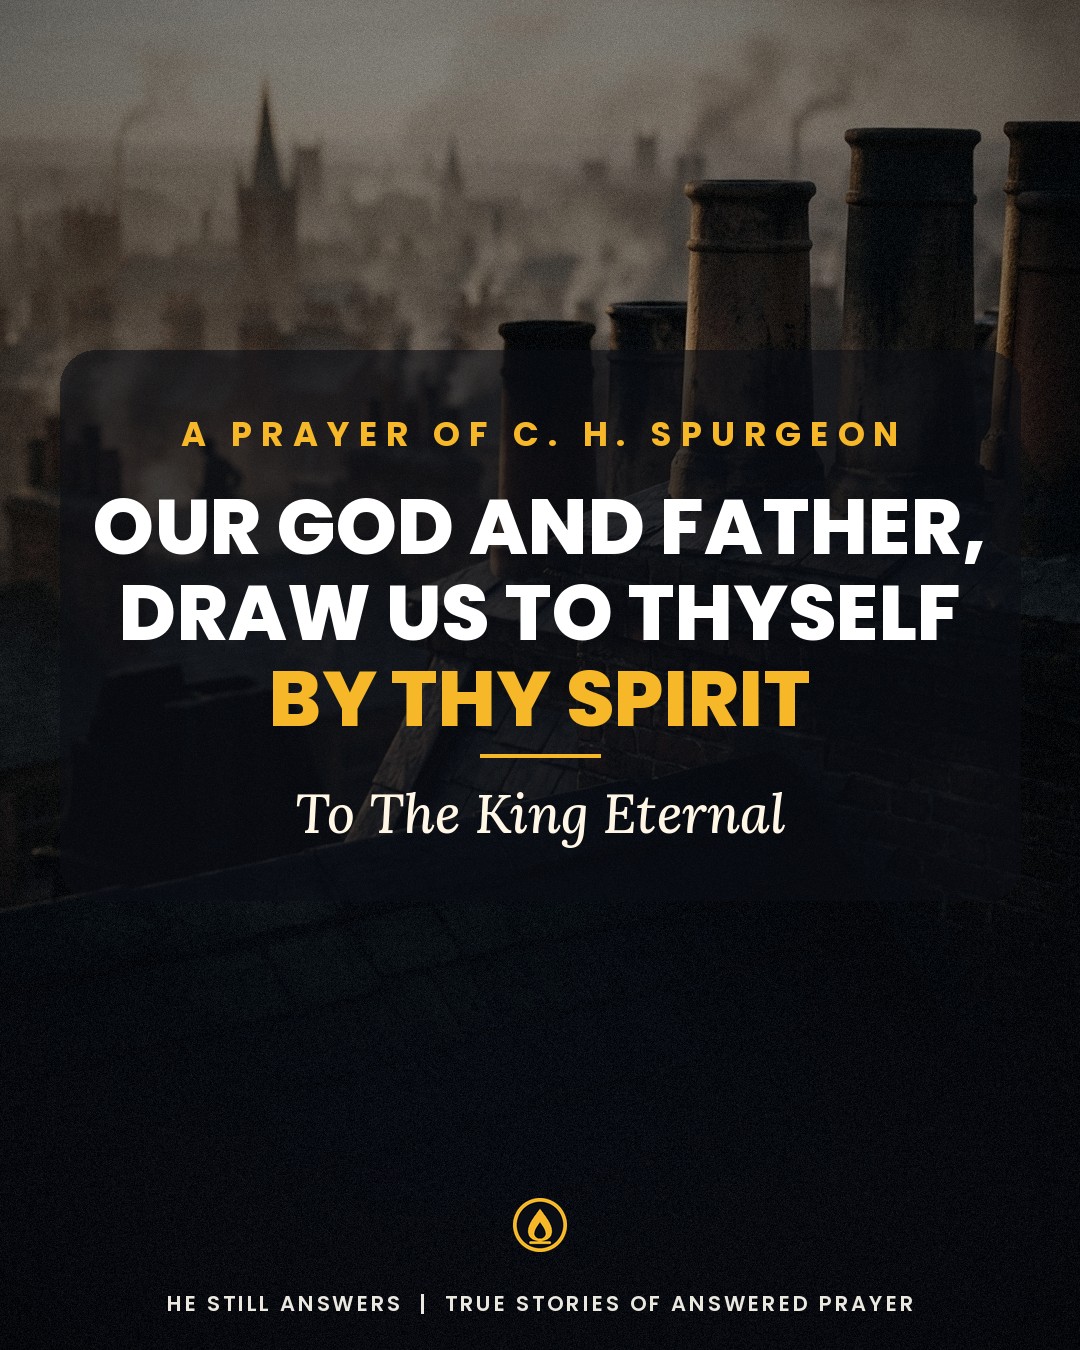 A PRAYER OF C. H. SPURGEON
OUR GOD AND FATHER,
DRAW US TO THYSELF
BY THY SPIRIT
To The King Eternal
HE STILL ANSWERS | TRUE STORIES OF ANSWERED PRAYER